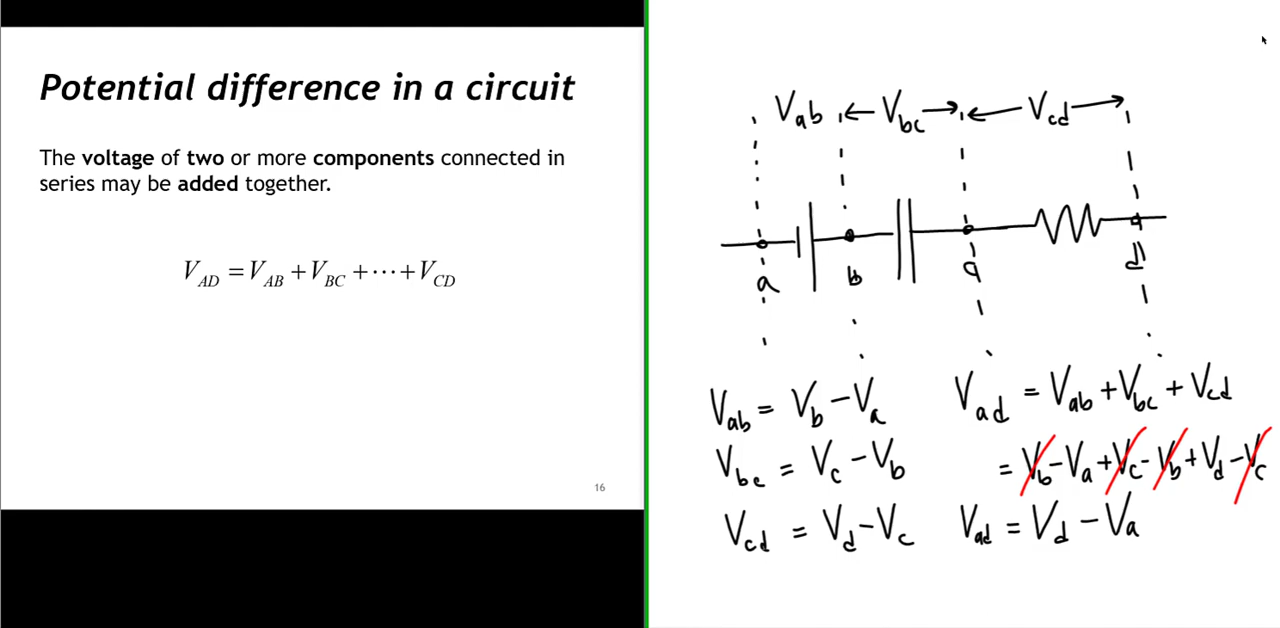 Potential difference in a circuit
The voltage of two or more components connected in
series may be added together.
V_AD = V_AB + V_BC + ··· + V_CD
16
V_ab V_bc V_cd
a b q d
V_ab = V_b - V_a
V_bc = V_c - V_b
V_cd = V_d - V_c
V_ad = V_ab + V_bc + V_cd
= V_b - V_a + V_c - V_b + V_d - V_c
V_ad = V_d - V_a